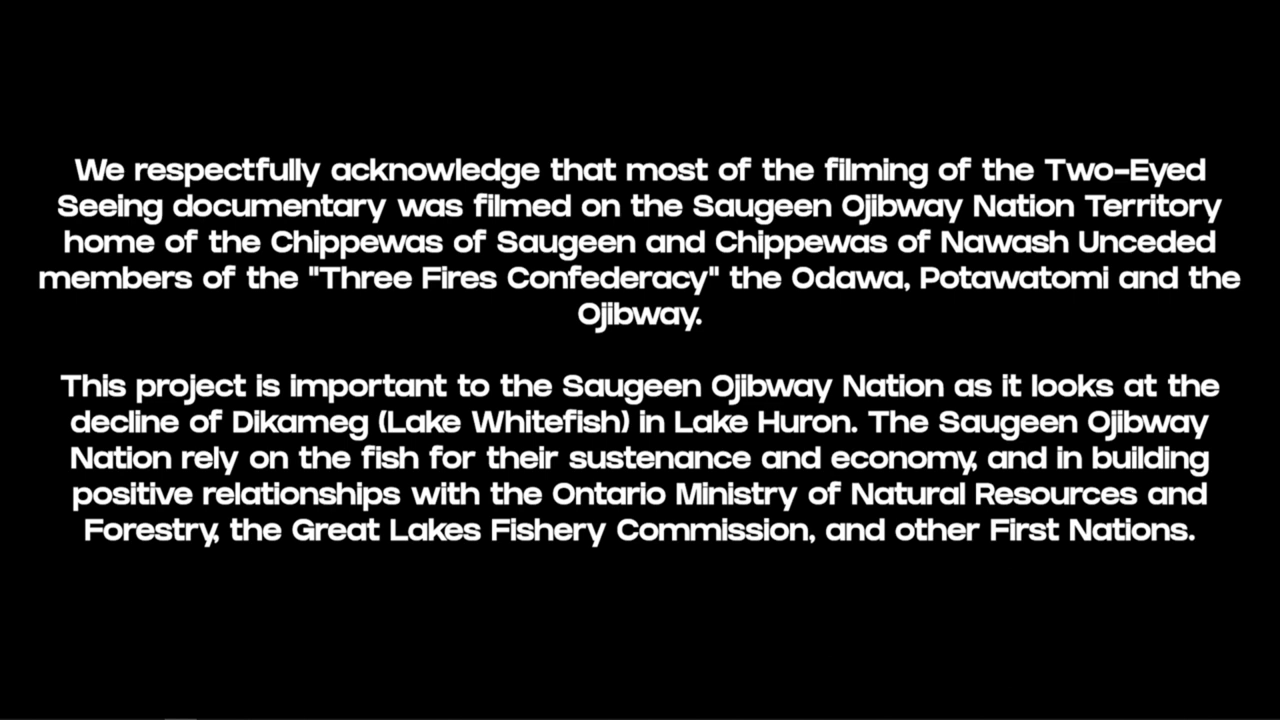 We respectfully acknowledge that most of the filming of the Two-Eyed
Seeing documentary was filmed on the Saugeen Ojibway Nation Territory
home of the Chippewas of Saugeen and Chippewas of Nawash Unceded
members of the "Three Fires Confederacy" the Odawa, Potawatomi and the
Ojibway.
This project is important to the Saugeen Ojibway Nation as it looks at the
decline of Dikameg (Lake Whitefish) in Lake Huron. The Saugeen Ojibway
Nation rely on the fish for their sustenance and economy, and in building
positive relationships with the Ontario Ministry of Natural Resources and
Forestry, the Great Lakes Fishery Commission, and other First Nations.